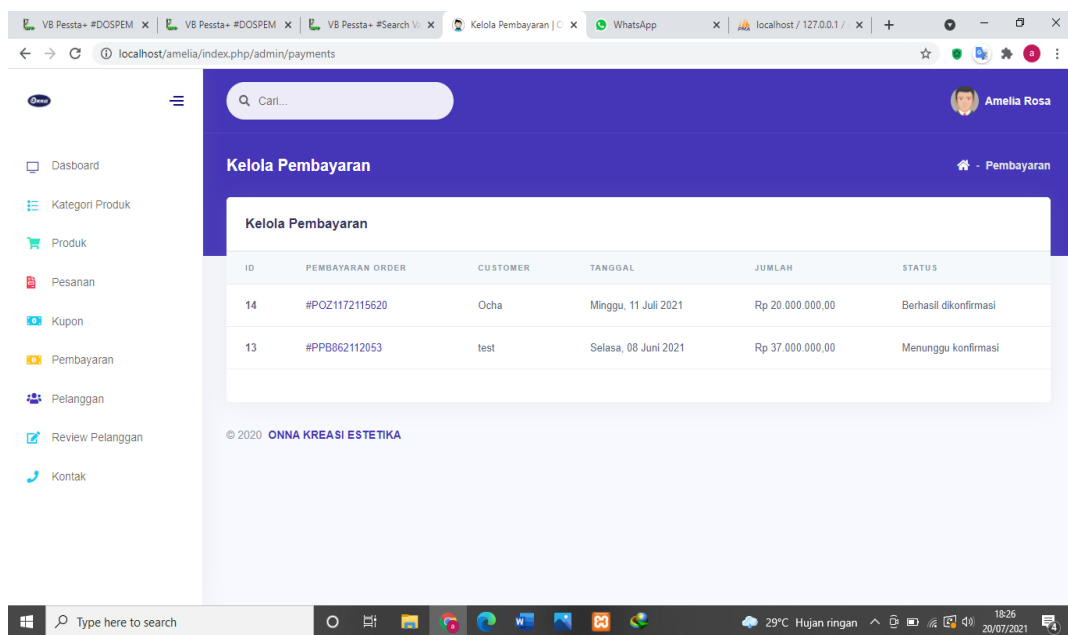 VB Pessta+ #DOSPEM
VB Pessta+ #DOSPEM
VB Pessta+ #Search Va
Kelola Pembayaran | C
WhatsApp
localhost / 127.0.0.1 /
localhost/amelia/index.php/admin/payments
a
Onna
Cari...
Amelia Rosa
Dasboard
Kategori Produk
Produk
Pesanan
Kupon
Pembayaran
Pelanggan
Review Pelanggan
Kontak
Kelola Pembayaran
- Pembayaran
Kelola Pembayaran
ID PEMBAYARAN ORDER CUSTOMER TANGGAL JUMLAH STATUS
14 #POZ1172115620 Ocha Minggu, 11 Juli 2021 Rp 20.000.000,00 Berhasil dikonfirmasi
13 #PPB862112053 test Selasa, 08 Juni 2021 Rp 37.000.000,00 Menunggu konfirmasi
© 2020 ONNA KREASI ESTETIKA
Type here to search
29°C Hujan ringan
18:26
20/07/2021
4